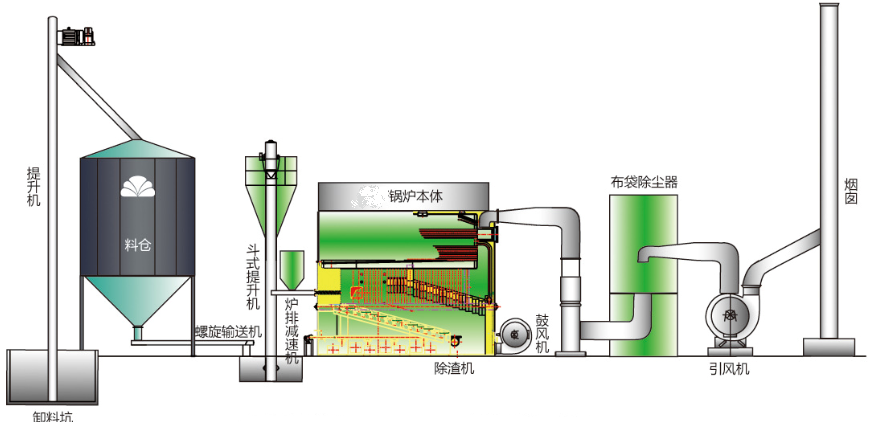 提升机
料仓
卸料坑
螺旋输送机
斗式提升机
炉排减速机
锅炉本体
除渣机
鼓风机
布袋除尘器
引风机
烟囱